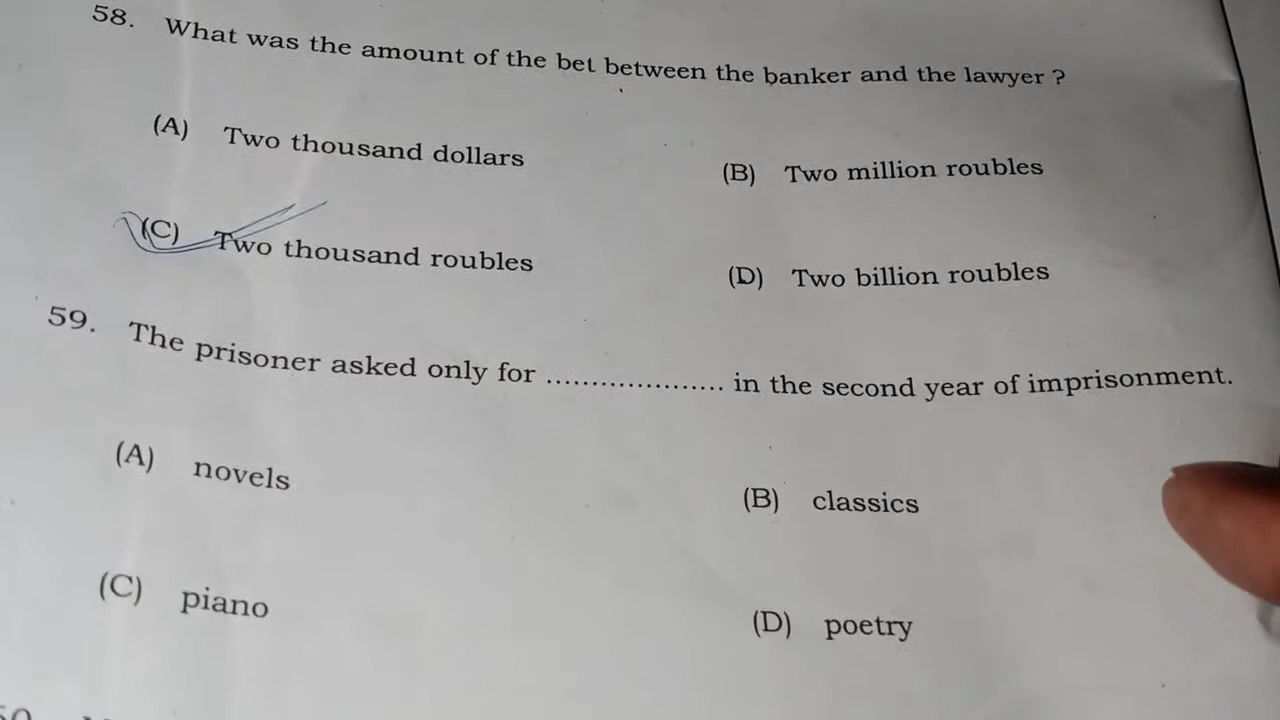 58. What was the amount of the bet between the banker and the lawyer ?
(A) Two thousand dollars
(B) Two million roubles
(C) Two thousand roubles
(D) Two billion roubles
59. The prisoner asked only for .................... in the second year of imprisonment.
(A) novels
(B) classics
(C) piano
(D) poetry